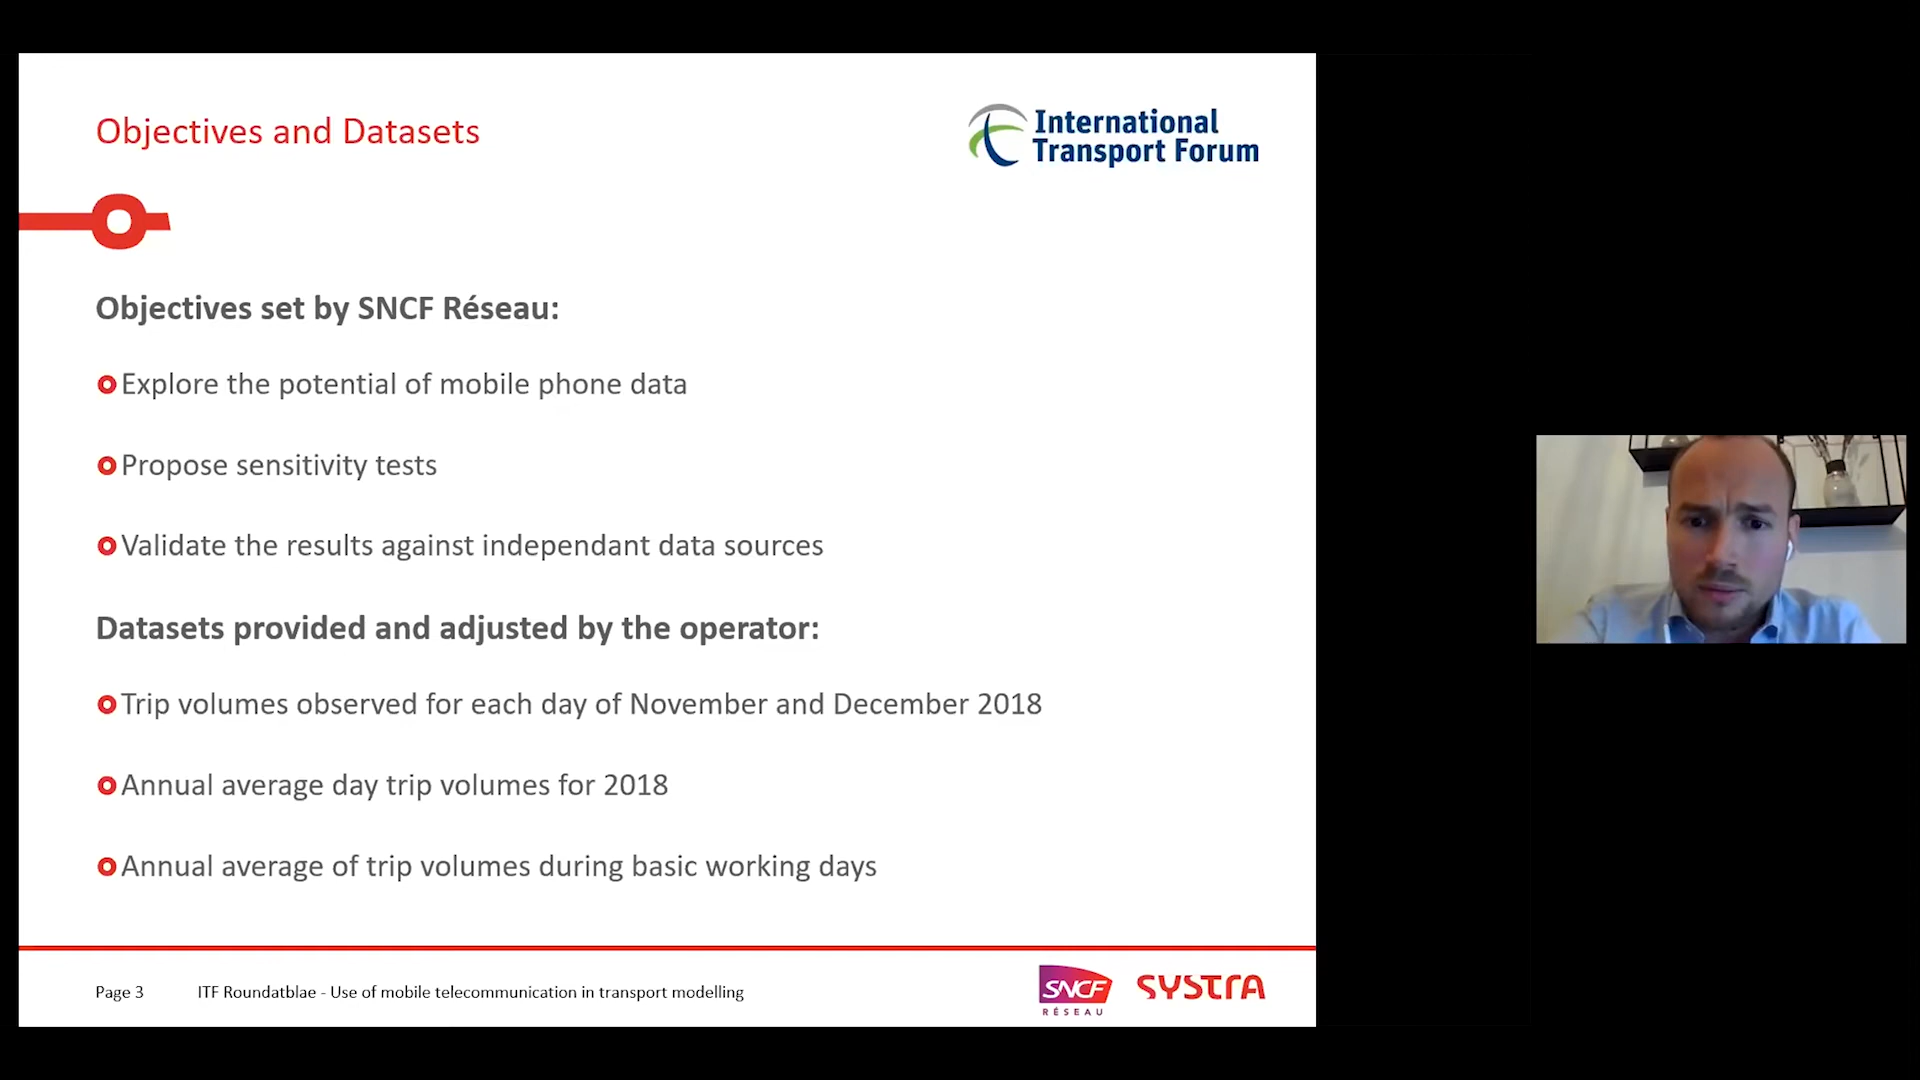 Objectives and Datasets
International
Transport Forum
Objectives set by SNCF Réseau:
Explore the potential of mobile phone data
Propose sensitivity tests
Validate the results against independant data sources
Datasets provided and adjusted by the operator:
Trip volumes observed for each day of November and December 2018
Annual average day trip volumes for 2018
Annual average of trip volumes during basic working days
Page 3 ITF Roundatblae - Use of mobile telecommunication in transport modelling
SNCF
RÉSEAU
SYSTRA